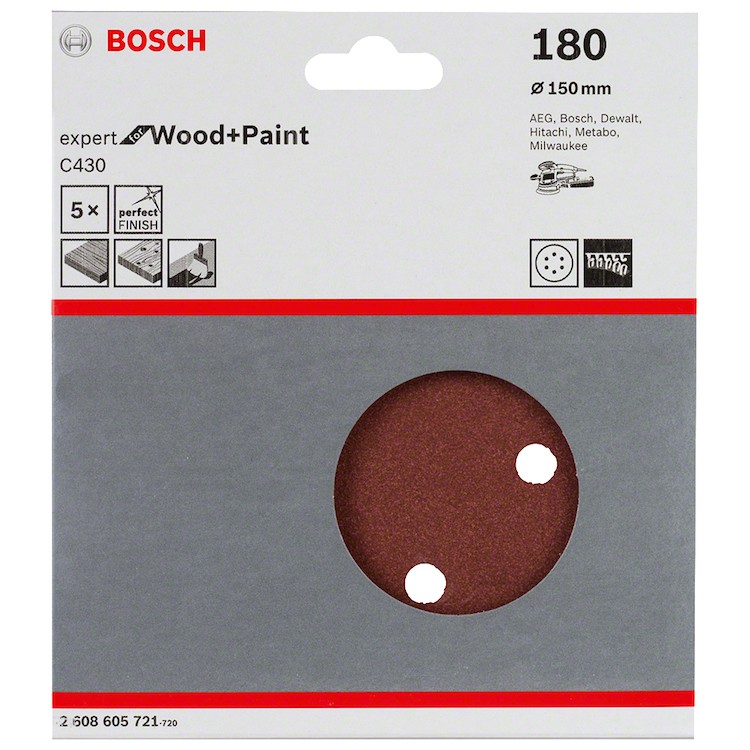 BOSCH
180
Ø 150 mm
expert for Wood+Paint
C430
AEG, Bosch, Dewalt,
Hitachi, Metabo,
Milwaukee
5×
perfect
FINISH
2 608 605 721-720